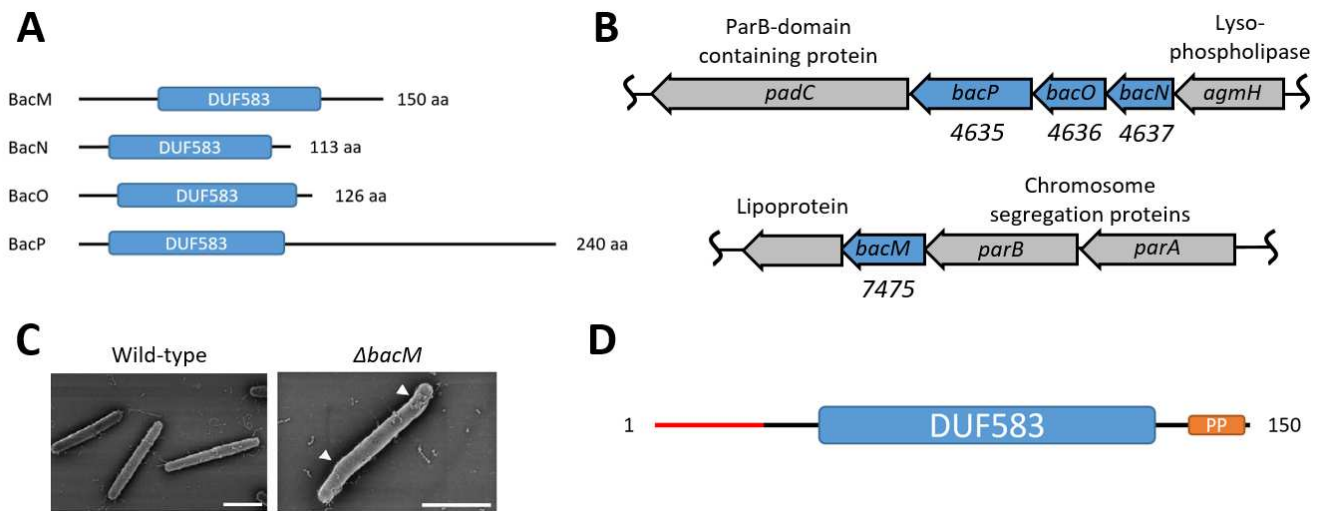 A
BacM DUF583 150 aa
BacN DUF583 113 aa
BacO DUF583 126 aa
BacP DUF583 240 aa
B
ParB-domain
containing protein
Lyso-
phospholipase
padC bacP bacO bacN agmH
4635 4636 4637
Lipoprotein
Chromosome
segregation proteins
bacM parB parA
7475
C
Wild-type ΔbacM
D
1 DUF583 PP 150